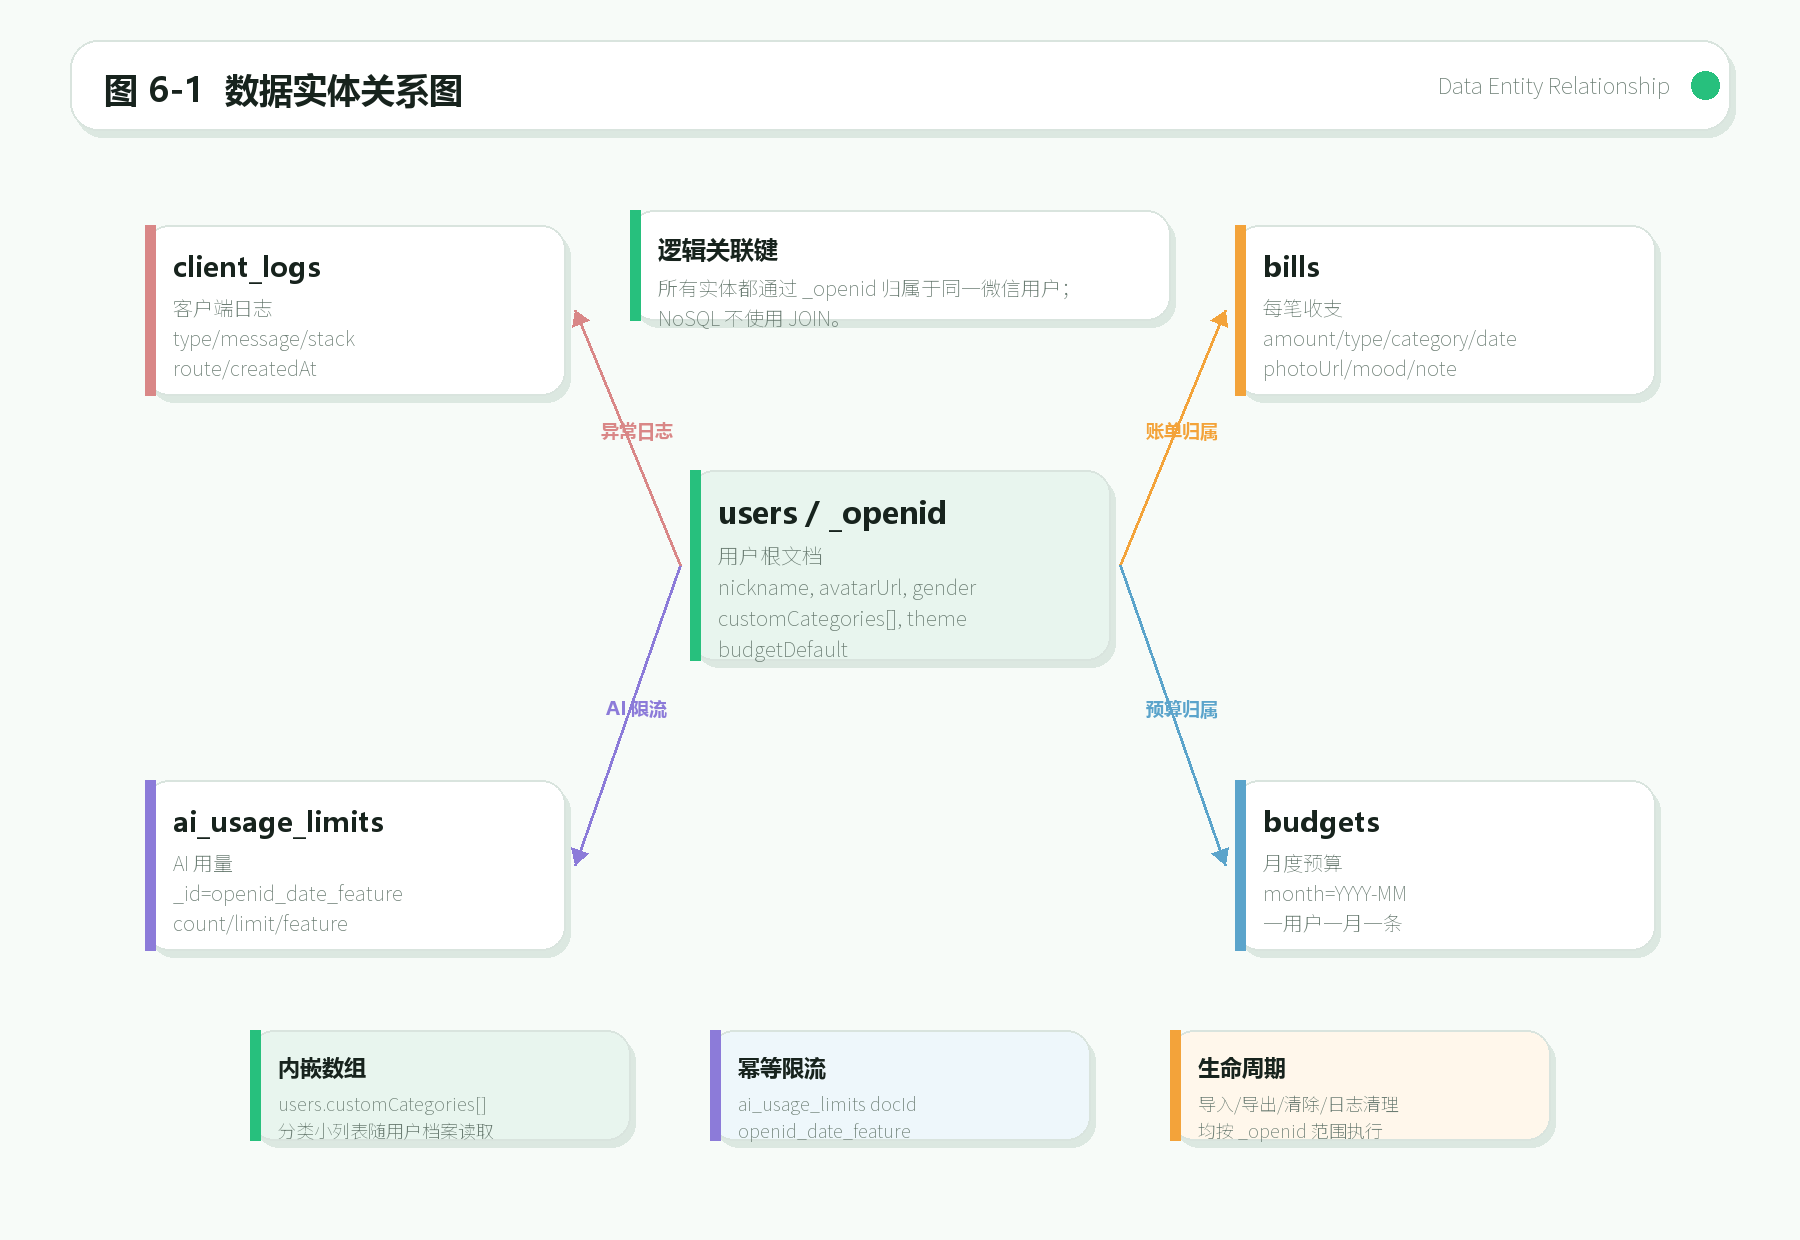 图 6-1 数据实体关系图
Data Entity Relationship
client_logs
客户端日志
type/message/stack
route/createdAt
逻辑关联键
所有实体都通过 _openid 归属于同一微信用户；
NoSQL 不使用 JOIN。
bills
每笔收支
amount/type/category/date
photoUrl/mood/note
异常日志
账单归属
users / _openid
用户根文档
nickname, avatarUrl, gender
customCategories[], theme
budgetDefault
AI 限流
预算归属
ai_usage_limits
AI 用量
_id=openid_date_feature
count/limit/feature
budgets
月度预算
month=YYYY-MM
一用户一月一条
内嵌数组
users.customCategories[]
分类小列表随用户档案读取
幂等限流
ai_usage_limits docId
openid_date_feature
生命周期
导入/导出/清除/日志清理
均按 _openid 范围执行